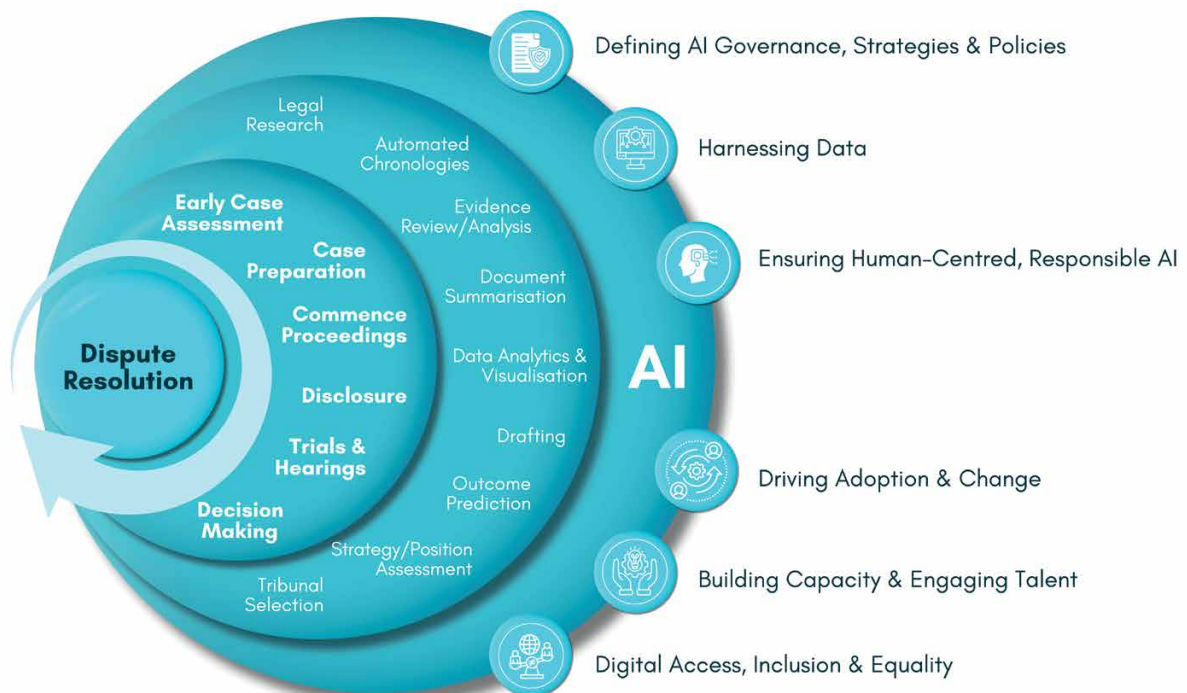 Dispute
Resolution
Early Case
Assessment
Case
Preparation
Commence
Proceedings
Disclosure
Trials &
Hearings
Decision
Making
Legal
Research
Automated
Chronologies
Evidence
Review/Analysis
Document
Summarisation
Data Analytics &
Visualisation
Drafting
Outcome
Prediction
Strategy/Position
Assessment
Tribunal
Selection
AI
Defining AI Governance, Strategies & Policies
Harnessing Data
Ensuring Human-Centred, Responsible AI
Driving Adoption & Change
Building Capacity & Engaging Talent
Digital Access, Inclusion & Equality